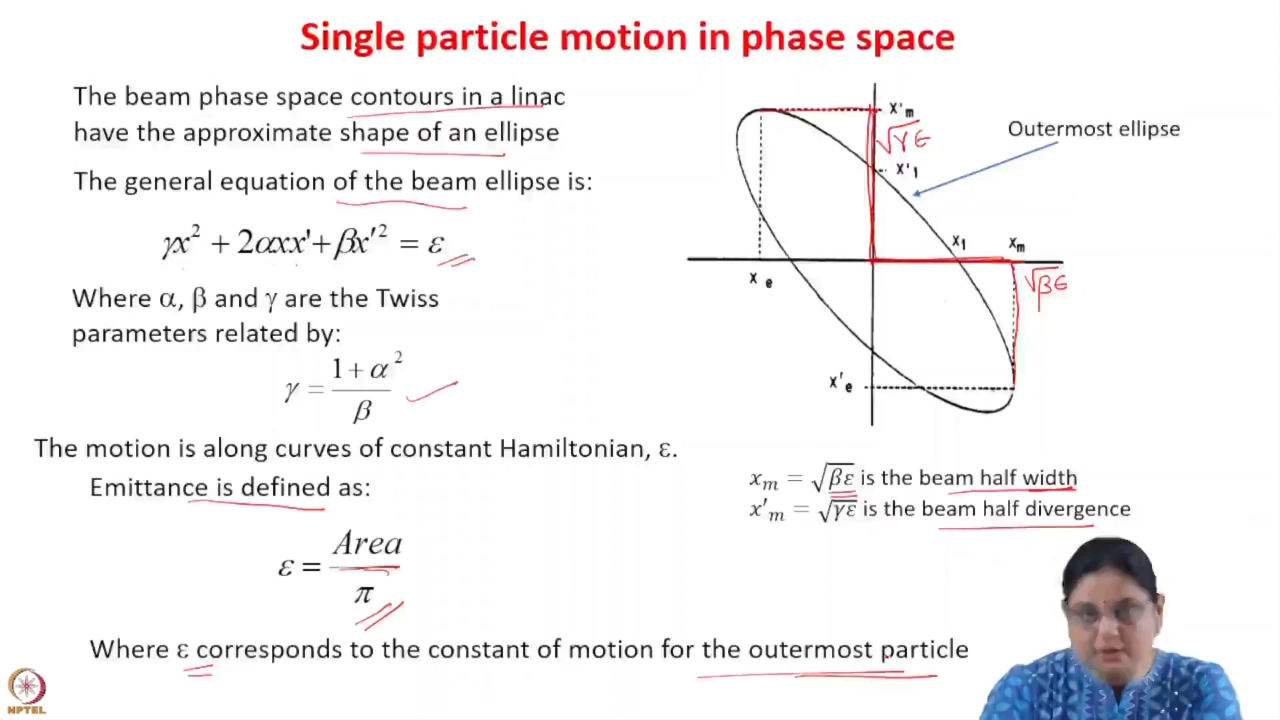 Single particle motion in phase space
The beam phase space contours in a linac
have the approximate shape of an ellipse
The general equation of the beam ellipse is:
γx² + 2αxx'+ βx'² = ε
Where α, β and γ are the Twiss
parameters related by:
γ = (1 + α²) / β
The motion is along curves of constant Hamiltonian, ε.
Emittance is defined as:
ε = Area / π
Where ε corresponds to the constant of motion for the outermost particle
x'm
√γε
x'1
Outermost ellipse
x1
xm
xe
√βε
x'e
xm = √βε is the beam half width
x'm = √γε is the beam half divergence
NPTEL